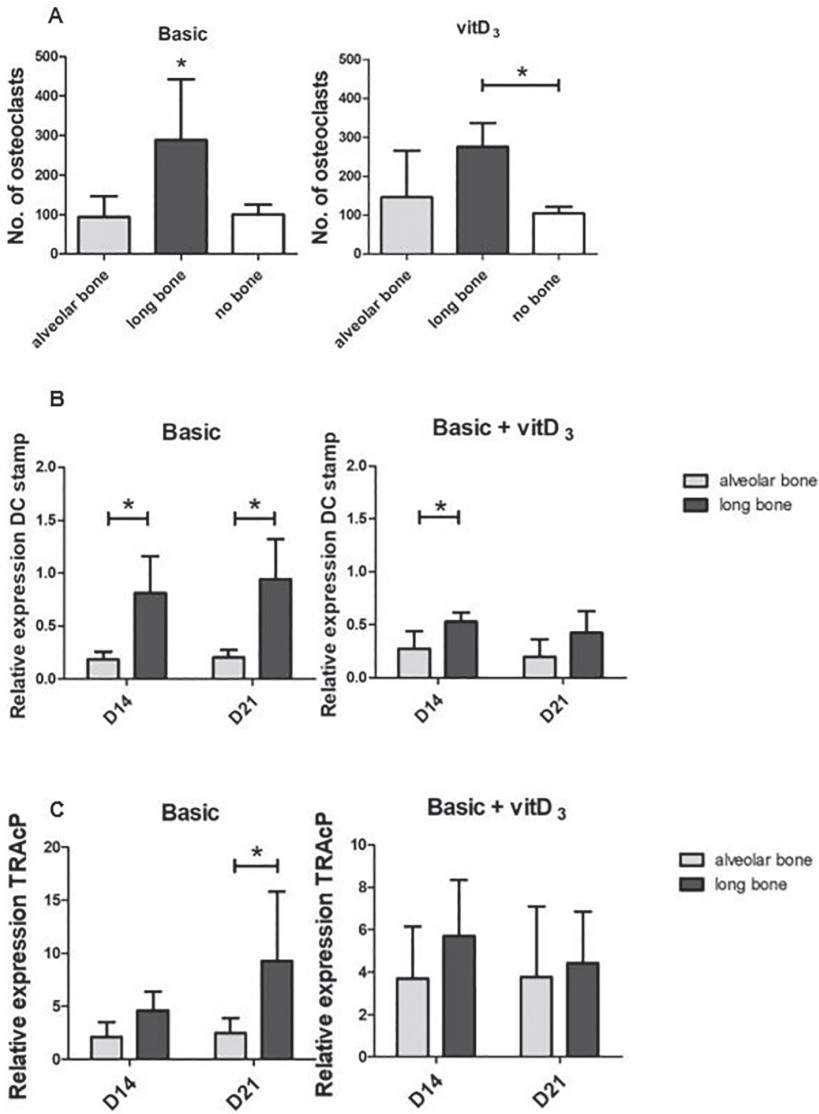 A
Basic
vitD3
No. of osteoclasts
500
400
300
200
100
0
*
alveolar bone
long bone
no bone
No. of osteoclasts
500
400
300
200
100
0
*
alveolar bone
long bone
no bone
B
Basic
Basic + vitD3
Relative expression DC stamp
2.0
1.5
1.0
0.5
0.0
*
*
D14
D21
Relative expression DC stamp
2.0
1.5
1.0
0.5
0.0
*
D14
D21
alveolar bone
long bone
C
Basic
Basic + vitD3
Relative expression TRAcP
20
15
10
5
0
*
D14
D21
Relative expression TRAcP
10
8
6
4
2
0
D14
D21
alveolar bone
long bone